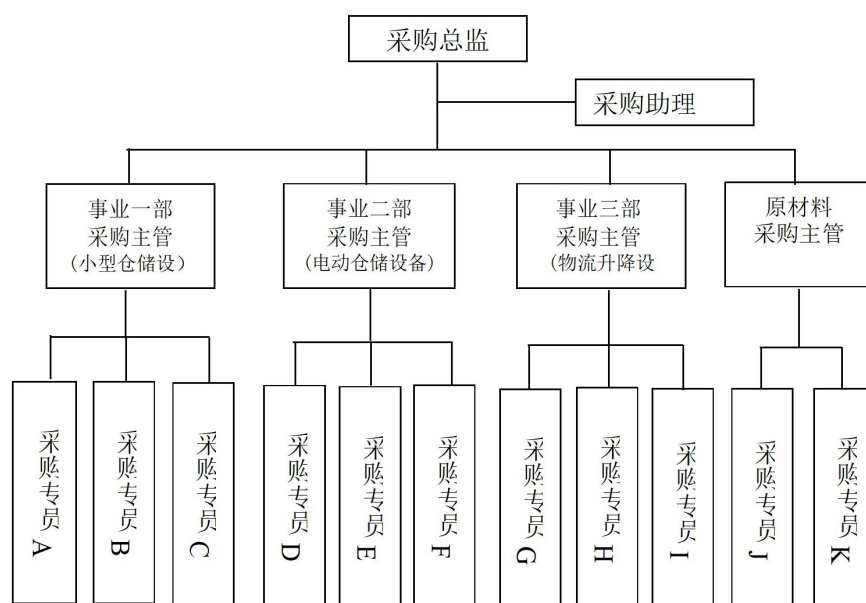 采购总监
采购助理
事业一部
采购主管
(小型仓储设)
事业二部
采购主管
(电动仓储设备)
事业三部
采购主管
(物流升降设
原材料
采购主管
采购专员A
采购专员B
采购专员C
采购专员D
采购专员E
采购专员F
采购专员G
采购专员H
采购专员I
采购专员J
采购专员K